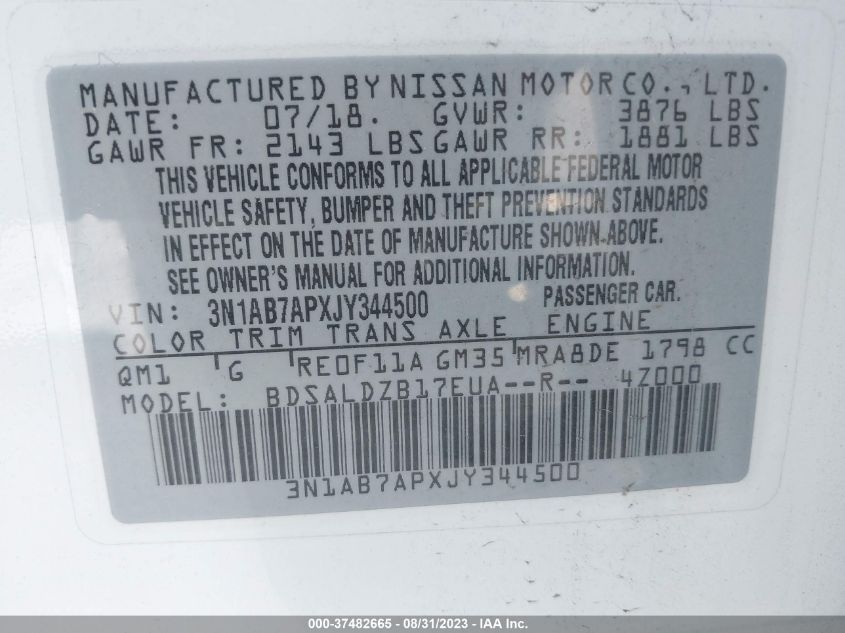 MANUFACTURED BY NISSAN MOTOR CO., LTD.
DATE: 07/18. GVWR: 3876 LBS
GAWR FR: 2143 LBS GAWR RR: 1881 LBS
THIS VEHICLE CONFORMS TO ALL APPLICABLE FEDERAL MOTOR
VEHICLE SAFETY, BUMPER AND THEFT PREVENTION STANDARDS
IN EFFECT ON THE DATE OF MANUFACTURE SHOWN ABOVE.
SEE OWNER'S MANUAL FOR ADDITIONAL INFORMATION.
VIN: 3N1AB7APXJY344500 PASSENGER CAR.
COLOR TRIM TRANS AXLE ENGINE
QM1 G RE0F11A GM35 MRA8DE 1798 CC
MODEL: BDSALDZB17EUA--R-- 4Z000
3N1AB7APXJY344500
000-37482665 - 08/31/2023 - IAA Inc.